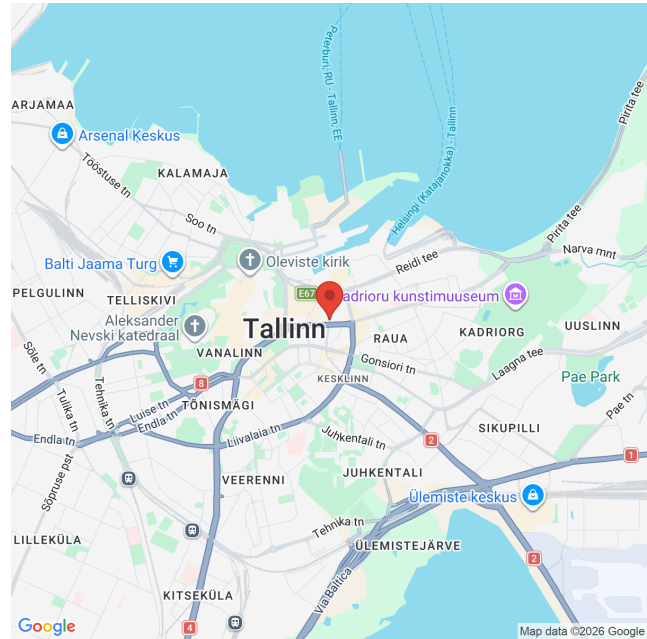 Peterburi, RU - Tallinn, EE
Helsingi (Katajanokka) - Tallinn
Pirita tee
ARJAMAA
Arsenal Keskus
Tööstuse tn
KALAMAJA
Soo tn
Pirita tee
Narva mnt
Balti Jaama Turg
Oleviste kirik
Reidi tee
PELGULINN
TELLISKIVI
E67
adrioru kunstimuuseum
Aleksander
Nevski katedraal
Tallinn
RAUA
KADRIORG
UUSLINN
Sõle tn
VANALINN
Gonsiori tn
Laagna tee
Pae Park
8
KESKLINN
Tulika tn
Tehnika tn
Luise tn
TÕNISMÄGI
Endla tn
Pae tn
Endla tn
Liivalaia tn
Juhkentali tn
2
SIKUPILLI
1
Sõpruse pst
VEERENNI
JUHKENTALI
Ülemiste keskus
Tehnika tn
LILLEKÜLA
ÜLEMISTEJÄRVE
2
Via Baltica
KITSEKÜLA
4
Google
Map data ©2026 Google